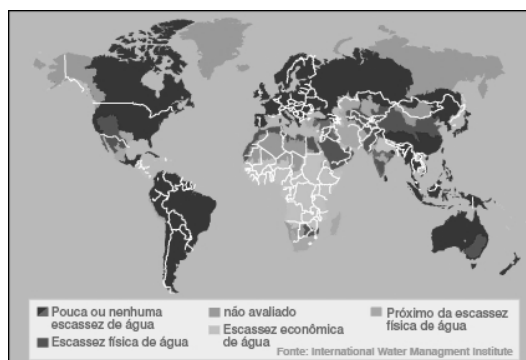 Pouca ou nenhuma
escassez de água
Escassez física de água
não avaliado
Escassez econômica
de água
Próximo da escassez
física de água
Fonte: International Water Managment Institute